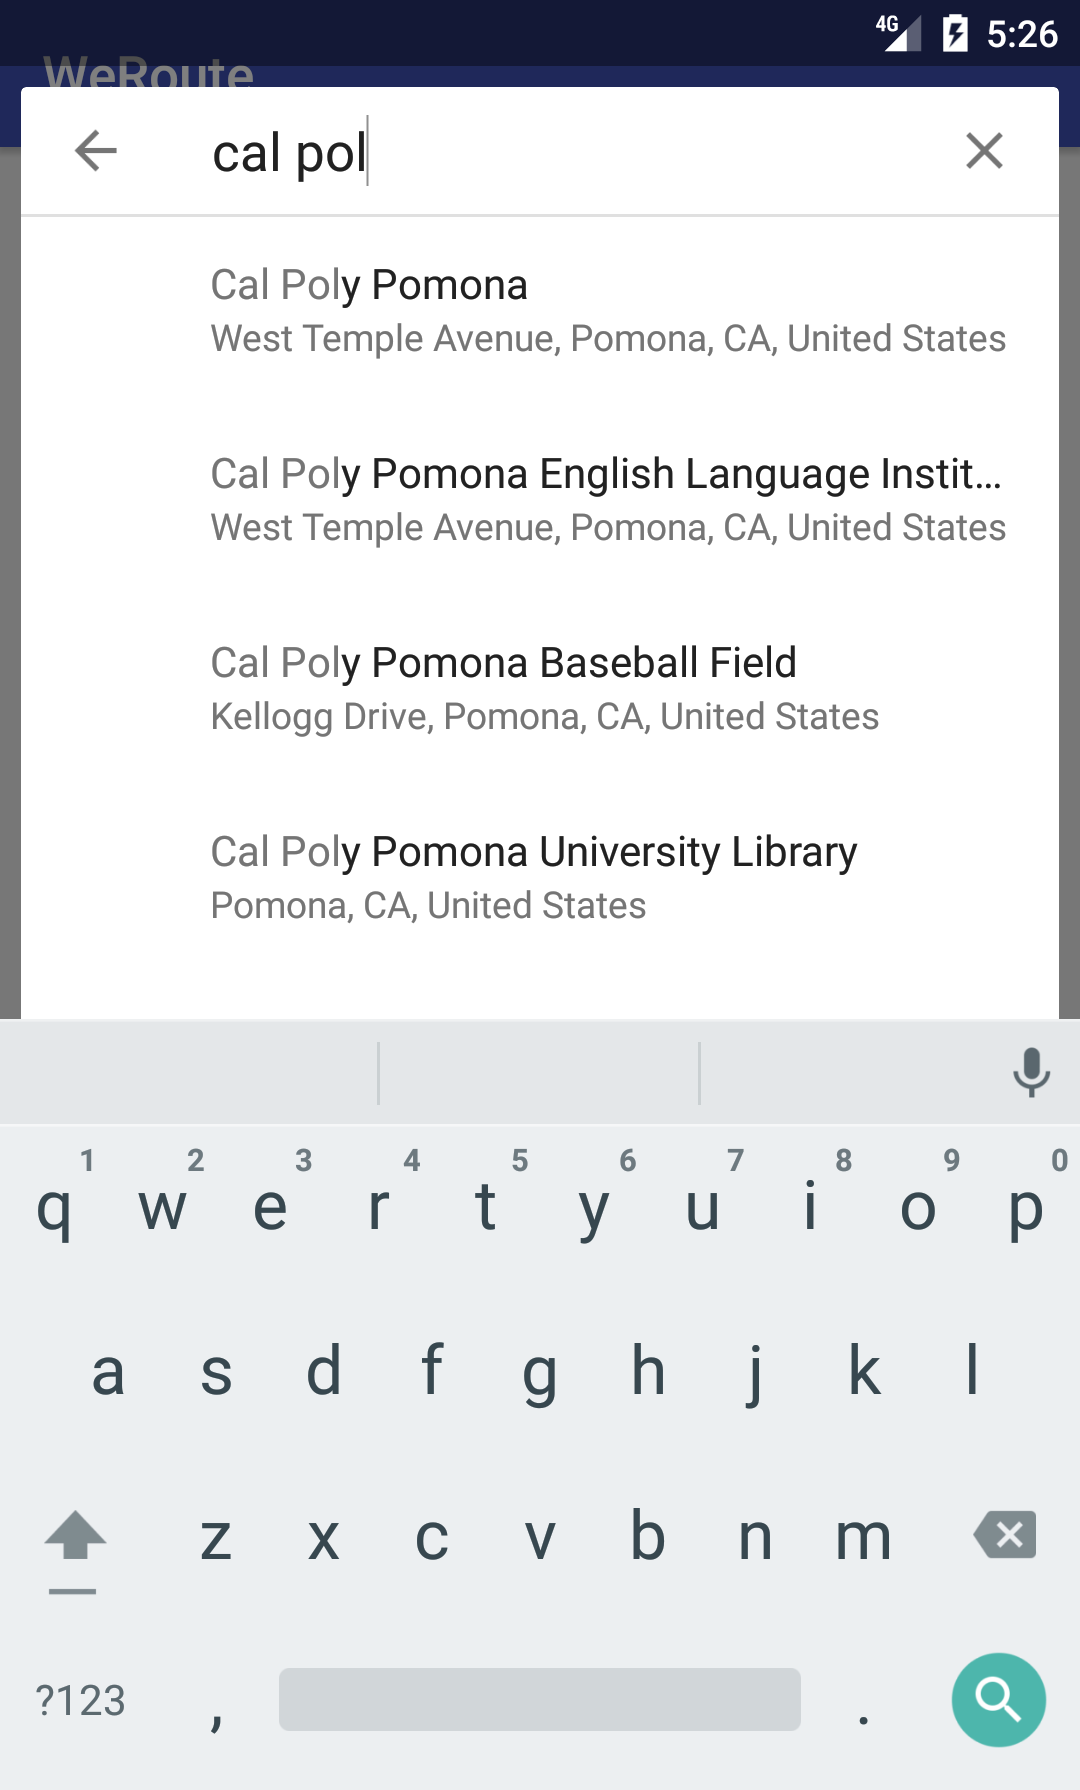 4G 5:26
WeRoute
cal pol
Cal Poly Pomona
West Temple Avenue, Pomona, CA, United States
Cal Poly Pomona English Language Instit...
West Temple Avenue, Pomona, CA, United States
Cal Poly Pomona Baseball Field
Kellogg Drive, Pomona, CA, United States
Cal Poly Pomona University Library
Pomona, CA, United States
1 2 3 4 5 6 7 8 9 0
q w e r t y u i o p
a s d f g h j k l
z x c v b n m
?123 , .